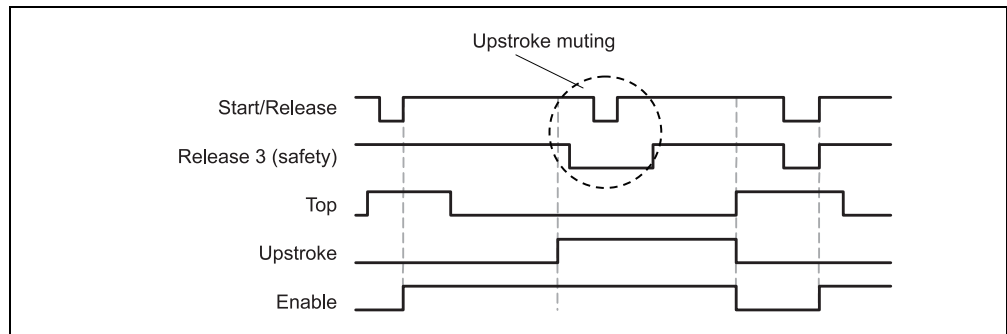 Upstroke muting
Start/Release
Release 3 (safety)
Top
Upstroke
Enable